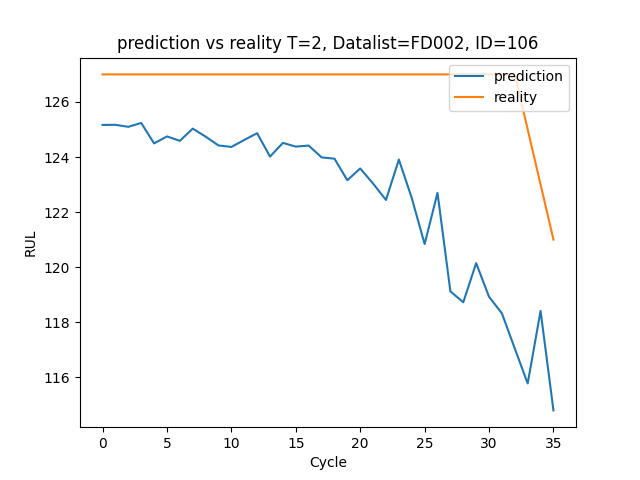 prediction vs reality T=2, Datalist=FD002, ID=106
prediction
reality
RUL
126
124
122
120
118
116
0 5 10 15 20 25 30 35
Cycle